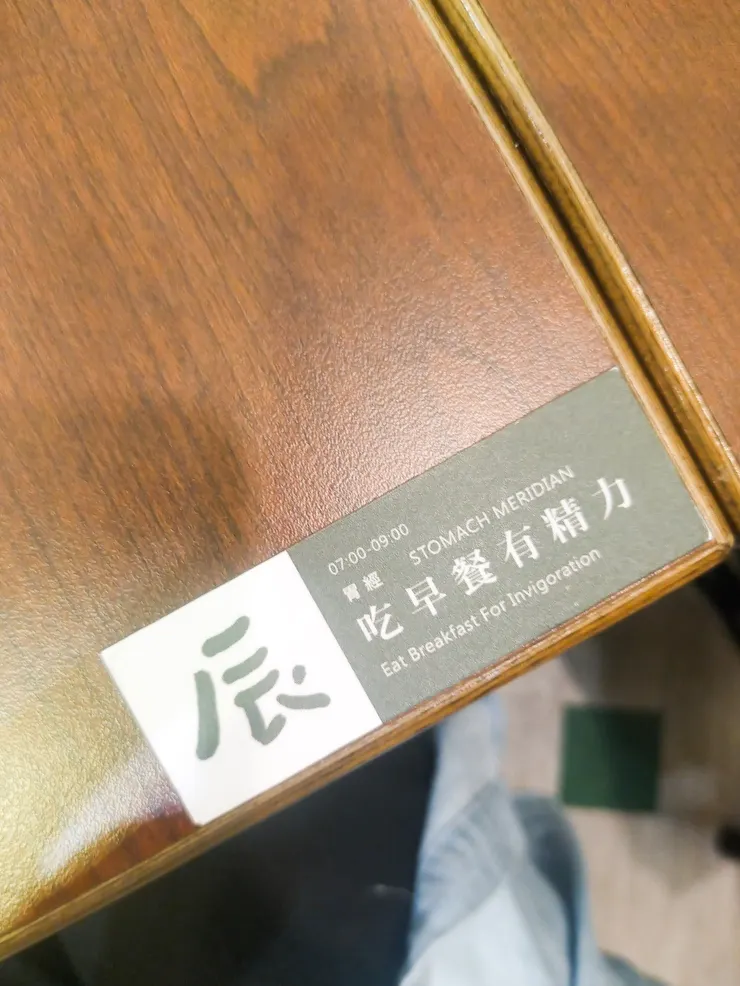 辰
07:00-09:00
胃經 STOMACH MERIDIAN
吃早餐有精力
Eat Breakfast For Invigoration